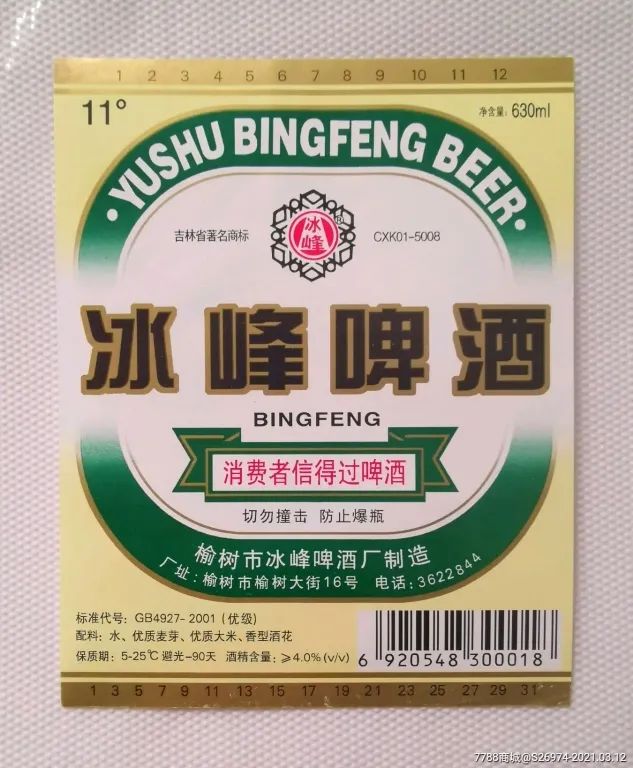 1 2 3 4 5 6 7 8 9 10 11 12
11° 净含量: 630ml
·YUSHU BINGFENG BEER·
吉林省著名商标 冰峰 ® CXK01-5008
冰峰啤酒
BINGFENG
消费者信得过啤酒
切勿撞击 防止爆瓶
榆树市冰峰啤酒厂制造
厂址: 榆树市榆树大街16号 电话: 3622844
标准代号: GB4927-2001 (优级)
配料: 水、优质麦芽、优质大米、香型酒花
保质期: 5-25℃ 避光-90天 酒精含量: ⩾4.0% (v/v)
6 920548 300018
1 3 5 7 9 11 13 15 17 19 21 23 25 27 29 31
7788商城@S26974-2021.03.12